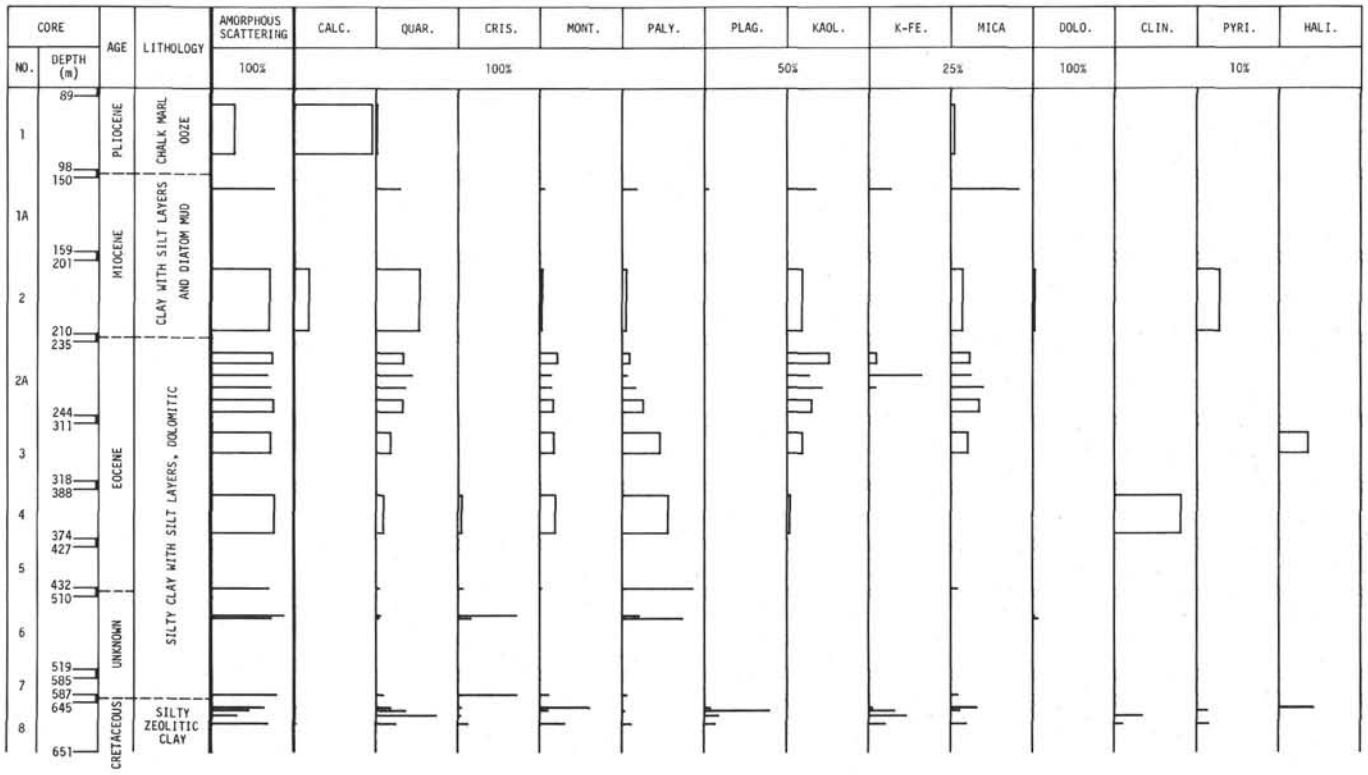 CORE
NO.
DEPTH
(m)
AGE
LITHOLOGY
AMORPHOUS
SCATTERING
100%
CALC. QUAR. CRIS. MONT. PALY. PLAG. KAOL. K-FE. MICA DOLO. CLIN. PYRI. HALI.
100% 50% 25% 100% 10%
89
1
PLIOCENE
CHALK MARL
OOZE
98
150
1A
MIOCENE
CLAY WITH SILT LAYERS
AND DIATOM MUD
159
201
2
210
235
2A
EOCENE
SILTY CLAY WITH SILT LAYERS, DOLOMITIC
244
311
3
318
388
4
374
427
5
432
510
6
UNKNOWN
519
585
7
587
645
8
CRETACEOUS
SILTY
ZEOLITIC
CLAY
651